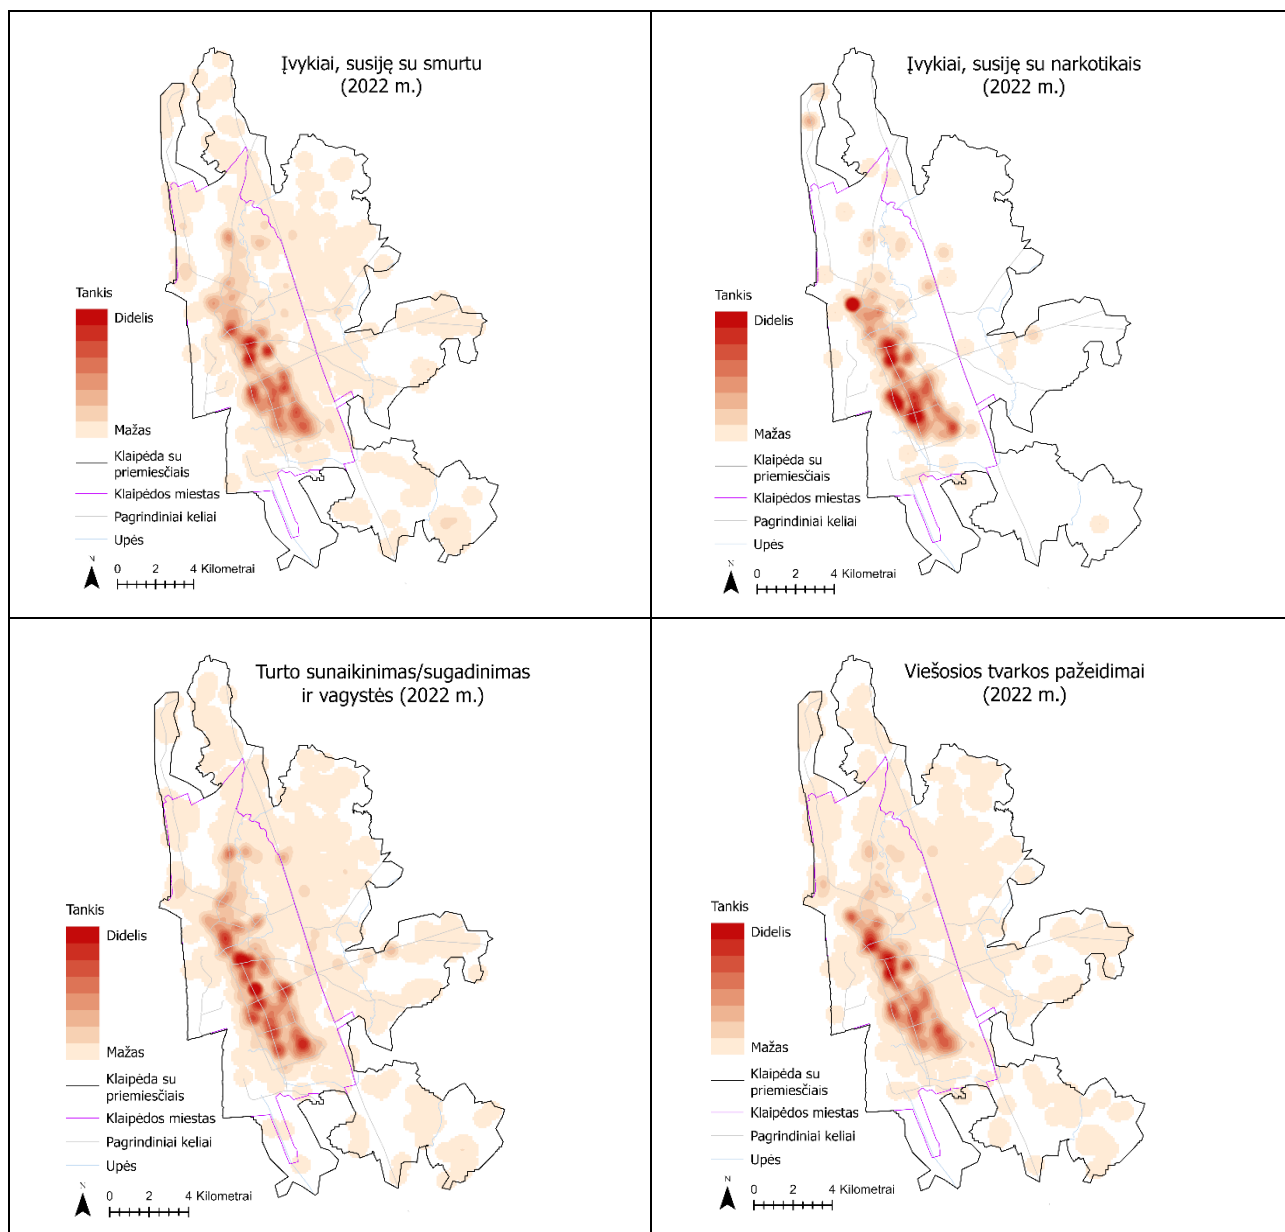 Įvykiai, susiję su smurtu
(2022 m.)
Tankis
Didelis
Mažas
Klaipėda su
priemiesčiais
Klaipėdos miestas
Pagrindiniai keliai
Upės
N
0 2 4 Kilometrai
Įvykiai, susiję su narkotikais
(2022 m.)
Tankis
Didelis
Mažas
Klaipėda su
priemiesčiais
Klaipėdos miestas
Pagrindiniai keliai
Upės
N
0 2 4 Kilometrai
Turto sunaikinimas/sugadinimas
ir vagystės (2022 m.)
Tankis
Didelis
Mažas
Klaipėda su
priemiesčiais
Klaipėdos miestas
Pagrindiniai keliai
Upės
N
0 2 4 Kilometrai
Viešosios tvarkos pažeidimai
(2022 m.)
Tankis
Didelis
Mažas
Klaipėda su
priemiesčiais
Klaipėdos miestas
Pagrindiniai keliai
Upės
N
0 2 4 Kilometrai